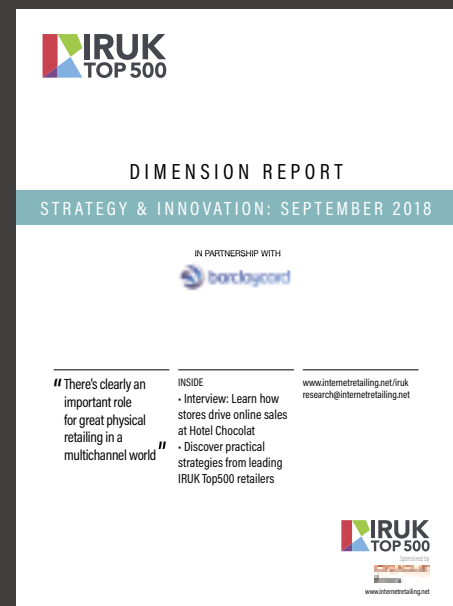 IRUK
TOP 500
DIMENSION REPORT
STRATEGY & INNOVATION: SEPTEMBER 2018
IN PARTNERSHIP WITH
barclaycard
" There's clearly an
important role
for great physical
retailing in a
multichannel world "
INSIDE
• Interview: Learn how
stores drive online sales
at Hotel Chocolat
• Discover practical
strategies from leading
IRUK Top500 retailers
www.internetretailing.net/iruk
research@internetretailing.net
IRUK
TOP 500
Sponsored by
www.internetretailing.net